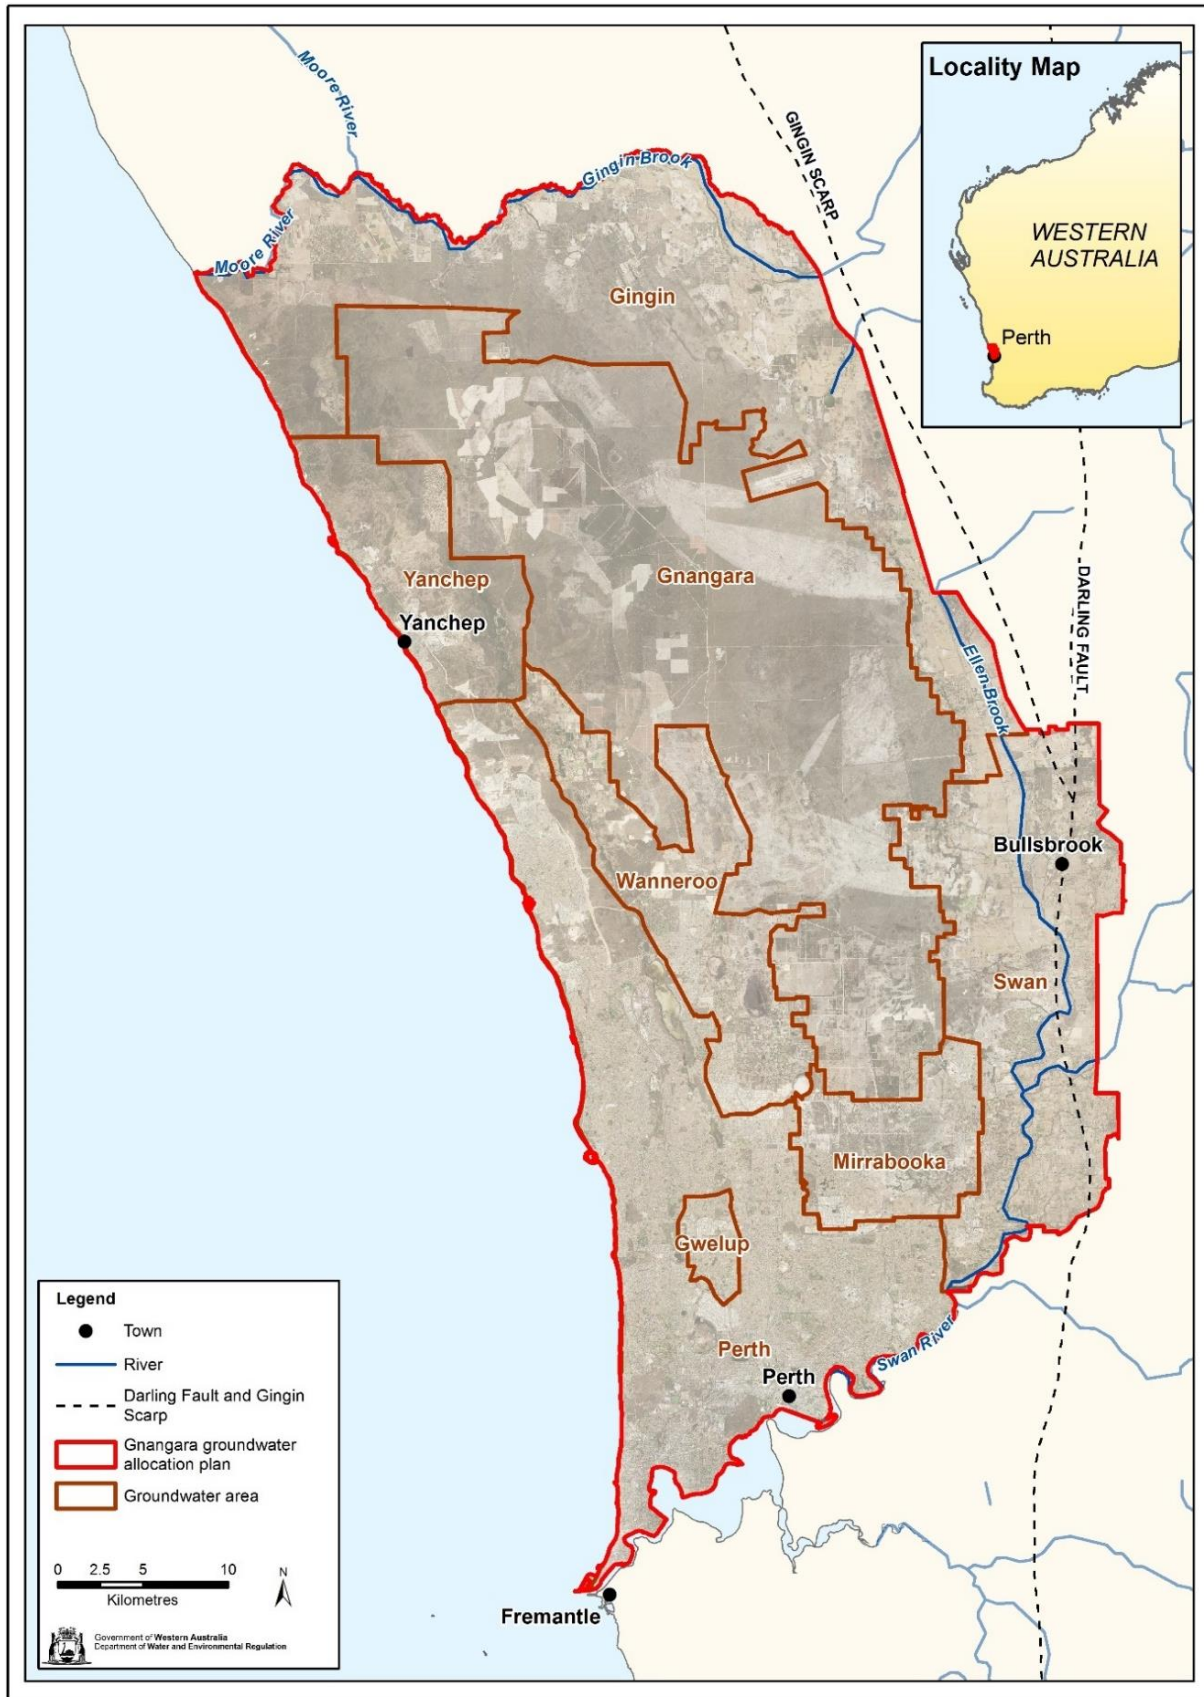 Locality Map
WESTERN
AUSTRALIA
Perth
Moore River
GINGIN SCARP
Gingin Brook
Moore River
Gingin
Yanchep
Gnangara
Yanchep
DARLING FAULT
Ellen Brook
Bullsbrook
Wanneroo
Swan
Mirrabooka
Gwelup
Perth
Swan River
Perth
Fremantle
Legend
Town
River
Darling Fault and Gingin
Scarp
Gnangara groundwater
allocation plan
Groundwater area
0 2.5 5 10
Kilometres
N
Government of Western Australia
Department of Water and Environmental Regulation